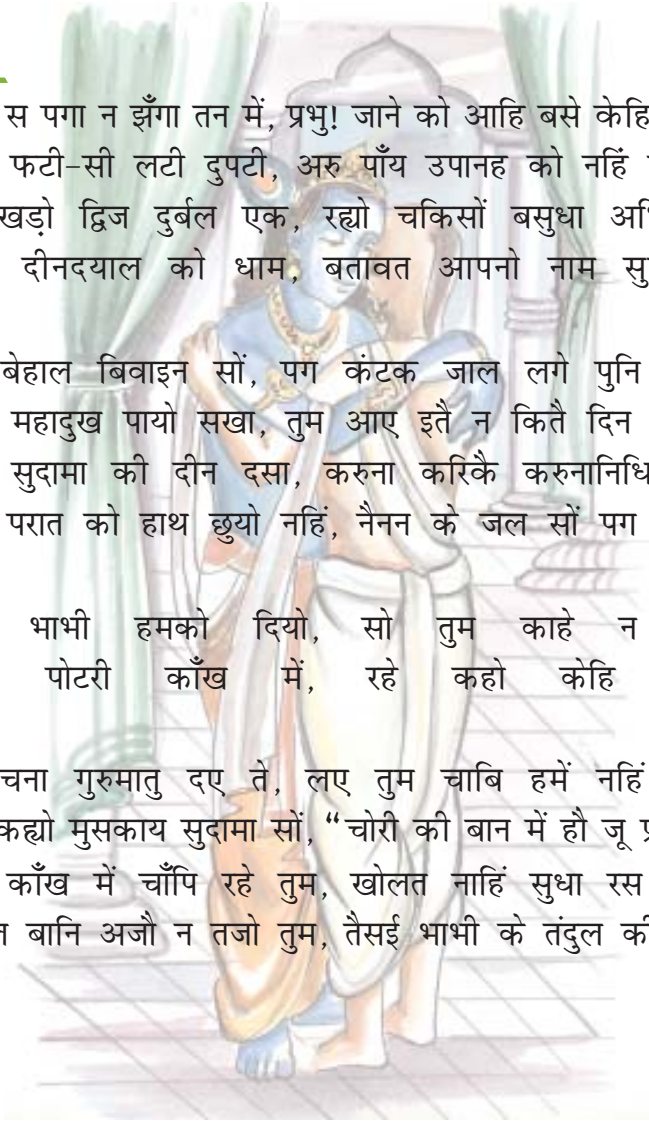 स पगा न झँगा तन में, प्रभु! जाने को आहि बसे केहि
फटी-सी लटी दुपटी, अरु पाँय उपानह को नहिं
खड़ो द्विज दुर्बल एक, रह्यो चकिसों बसुधा
दीनदयाल को धाम, बतावत आपनो नाम सु
बेहाल बिवाइन सों, पग कंटक जाल लगे पुनि
महादुख पायो सखा, तुम आए इतै न कितै दिन
सुदामा की दीन दसा, करुना करिकै करुनानिधि
परात को हाथ छुयो नहिं, नैनन के जल सों पग
भाभी हमको दियो, सो तुम काहे न
पोटरी काँख में, रहे कहो केहि
चना गुरुमातु दए ते, लए तुम चाबि हमें नहिं
कह्यो मुसकाय सुदामा सों, “चोरी की बान में हौ जू
काँख में चाँपि रहे तुम, खोलत नाहिं सुधा रस
बानि अजौ न तजो तुम, तैसई भाभी के तंदुल